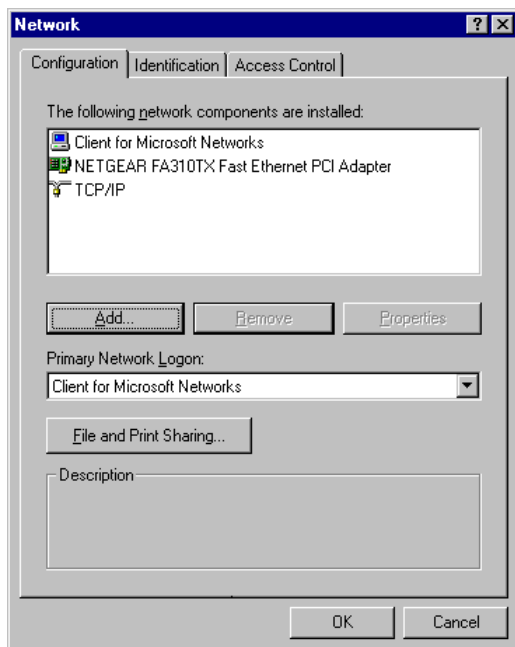 Network
Configuration Identification Access Control
The following network components are installed:
Client for Microsoft Networks
NETGEAR FA310TX Fast Ethernet PCI Adapter
TCP/IP
Add... Remove Properties
Primary Network Logon:
Client for Microsoft Networks
File and Print Sharing...
Description
OK Cancel